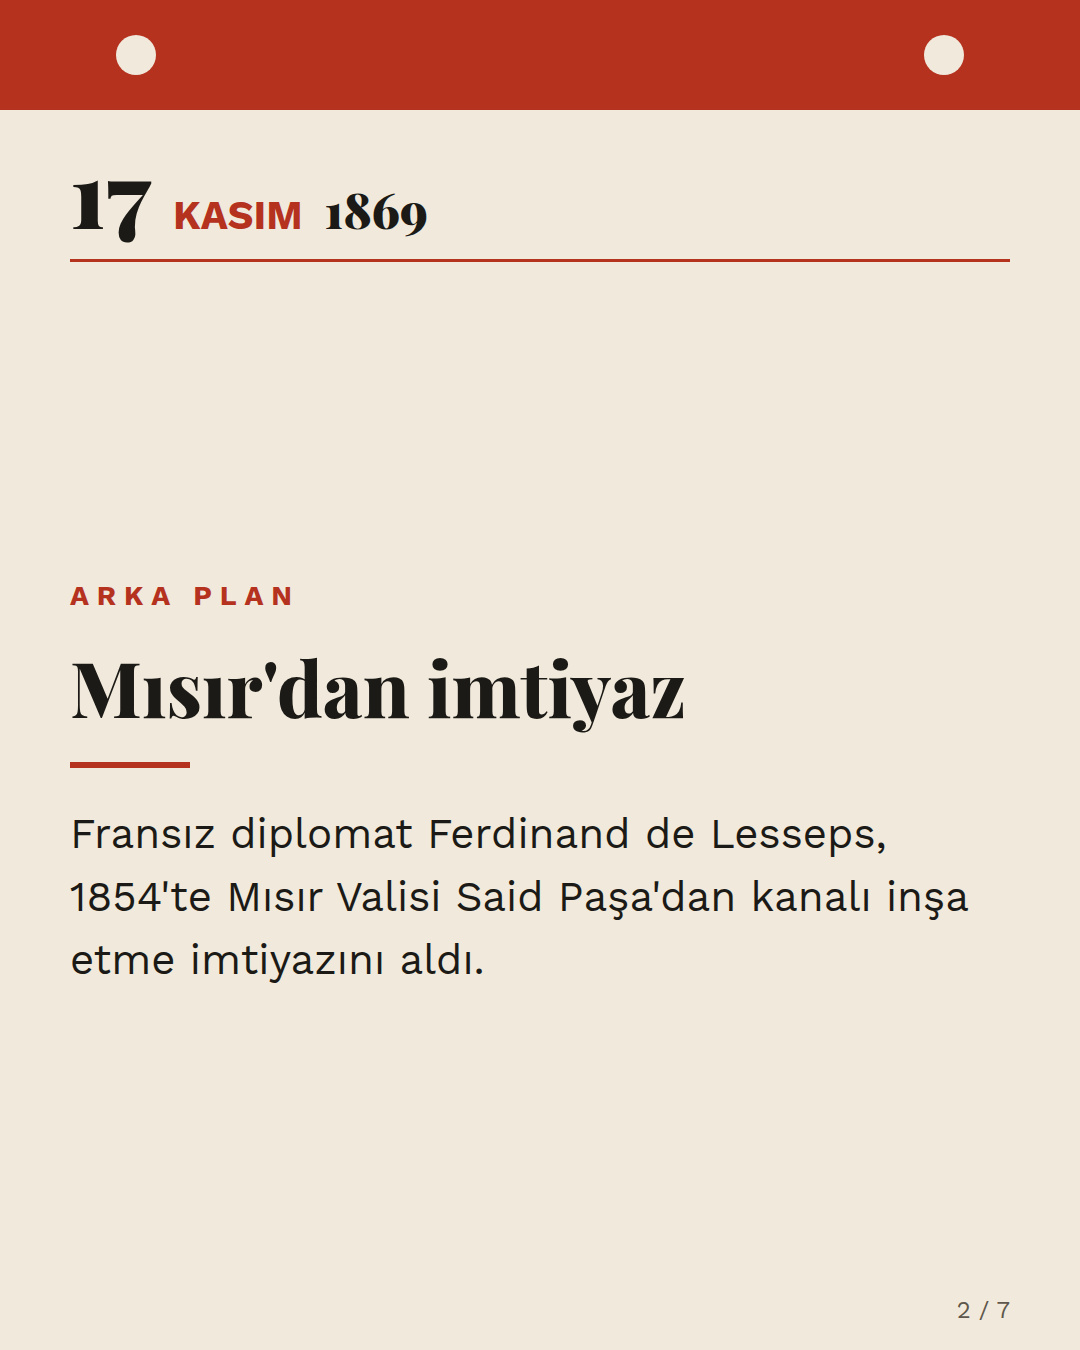 17 KASIM 1869
ARKA PLAN
Mısır'dan imtiyaz
Fransız diplomat Ferdinand de Lesseps,
1854'te Mısır Valisi Said Paşa'dan kanalı inşa
etme imtiyazını aldı.
2 / 7